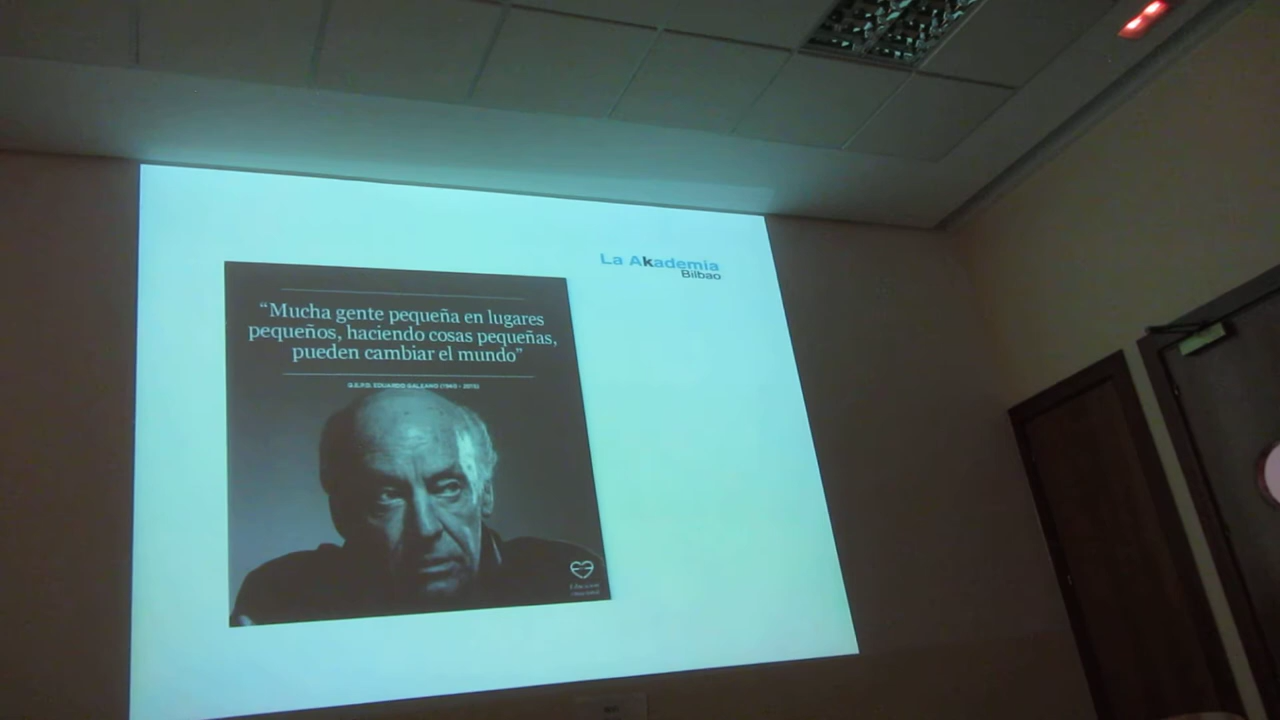 La Akademia
Bilbao
“Mucha gente pequeña en lugares
pequeños, haciendo cosas pequeñas,
pueden cambiar el mundo”
Q.E.P.D. EDUARDO GALEANO (1940 - 2015)